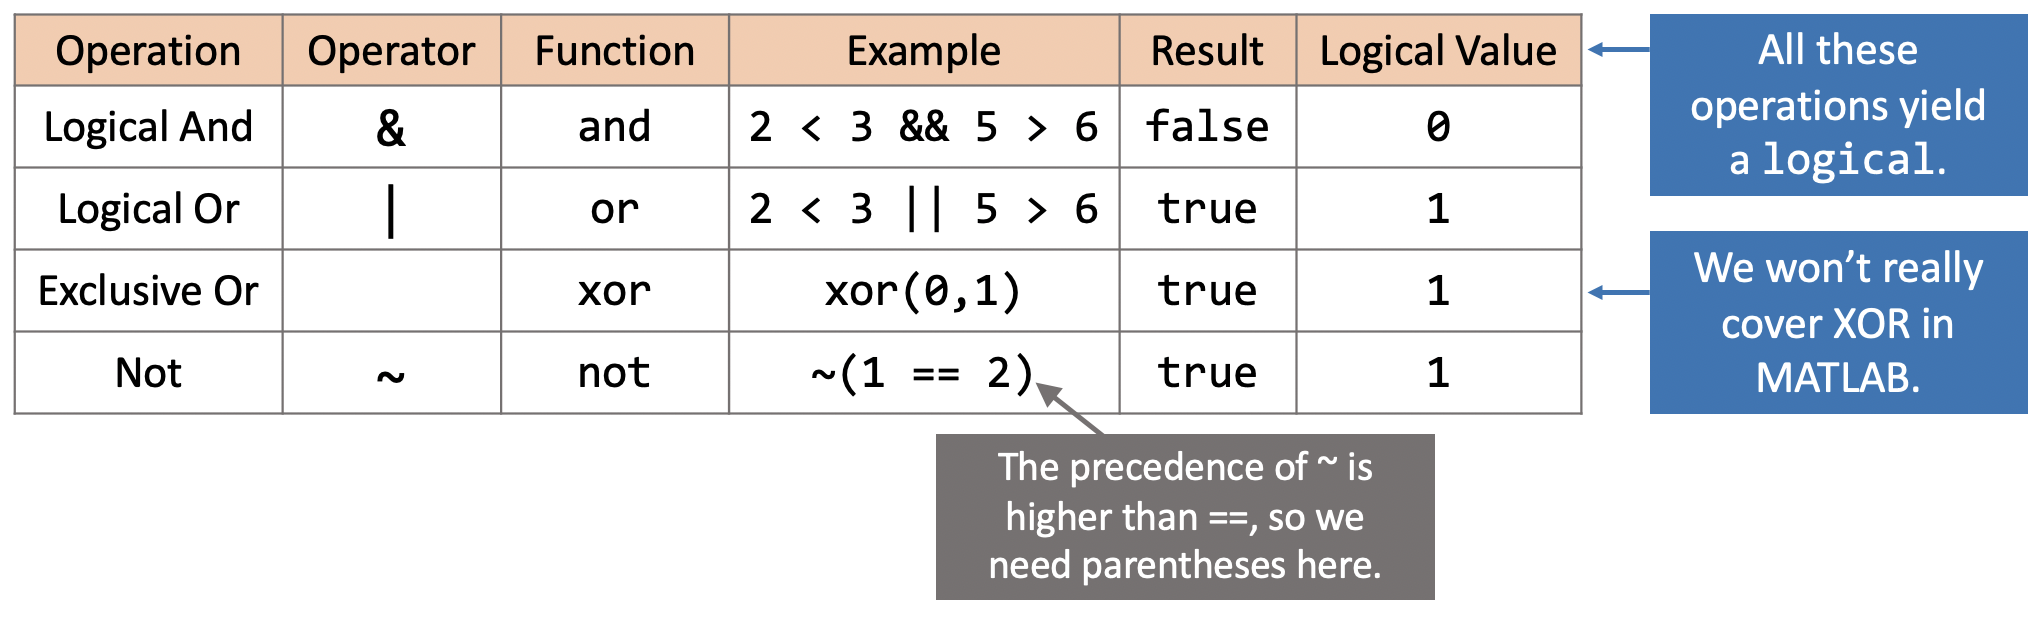 Operation Operator Function Example Result Logical Value
Logical And & and 2 < 3 && 5 > 6 false 0
Logical Or | or 2 < 3 || 5 > 6 true 1
Exclusive Or xor xor(0,1) true 1
Not ~ not ~(1 == 2) true 1
All these
operations yield
a logical.
We won’t really
cover XOR in
MATLAB.
The precedence of ~ is
higher than ==, so we
need parentheses here.